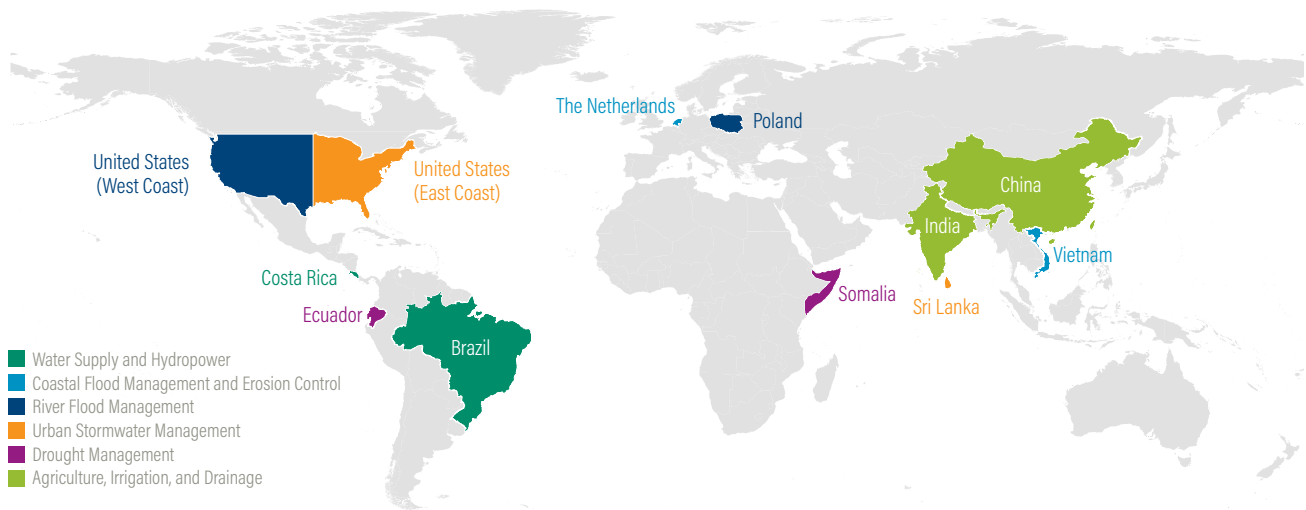 The Netherlands
Poland
United States
(West Coast)
United States
(East Coast)
China
India
Vietnam
Costa Rica
Somalia
Sri Lanka
Ecuador
Brazil
Water Supply and Hydropower
Coastal Flood Management and Erosion Control
River Flood Management
Urban Stormwater Management
Drought Management
Agriculture, Irrigation, and Drainage